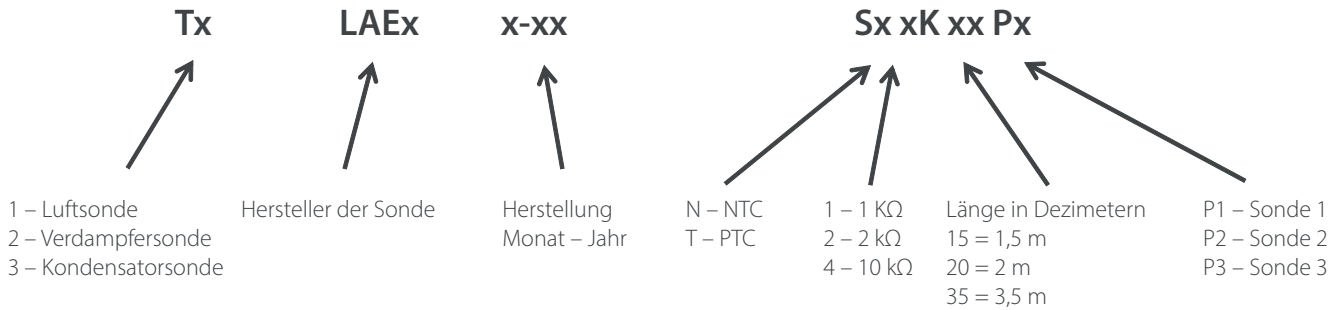 Tx LAEx x-xx Sx xK xx Px
1 – Luftsonde
2 – Verdampfersonde
3 – Kondensatorsonde
Hersteller der Sonde
Herstellung
Monat – Jahr
N – NTC
T – PTC
1 – 1 KΩ
2 – 2 kΩ
4 – 10 kΩ
Länge in Dezimetern
15 = 1,5 m
20 = 2 m
35 = 3,5 m
P1 – Sonde 1
P2 – Sonde 2
P3 – Sonde 3